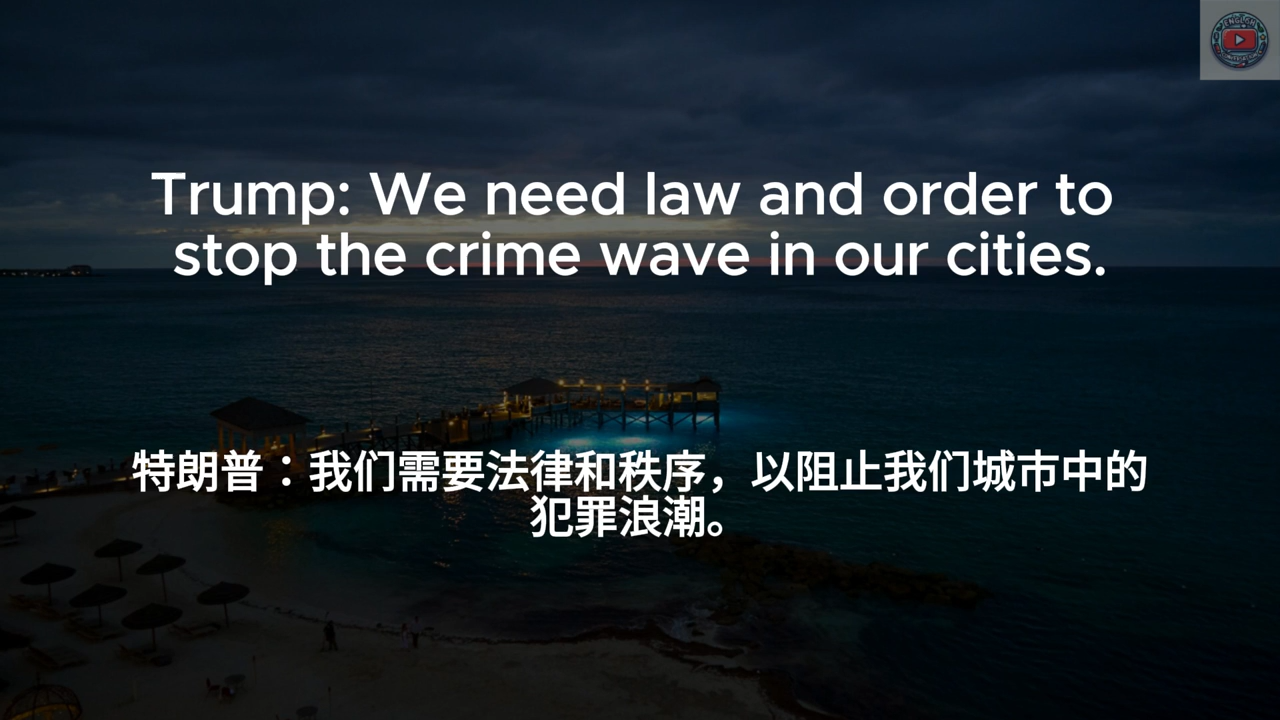 Trump: We need law and order to
stop the crime wave in our cities.
特朗普：我们需要法律和秩序，以阻止我们城市中的
犯罪浪潮。